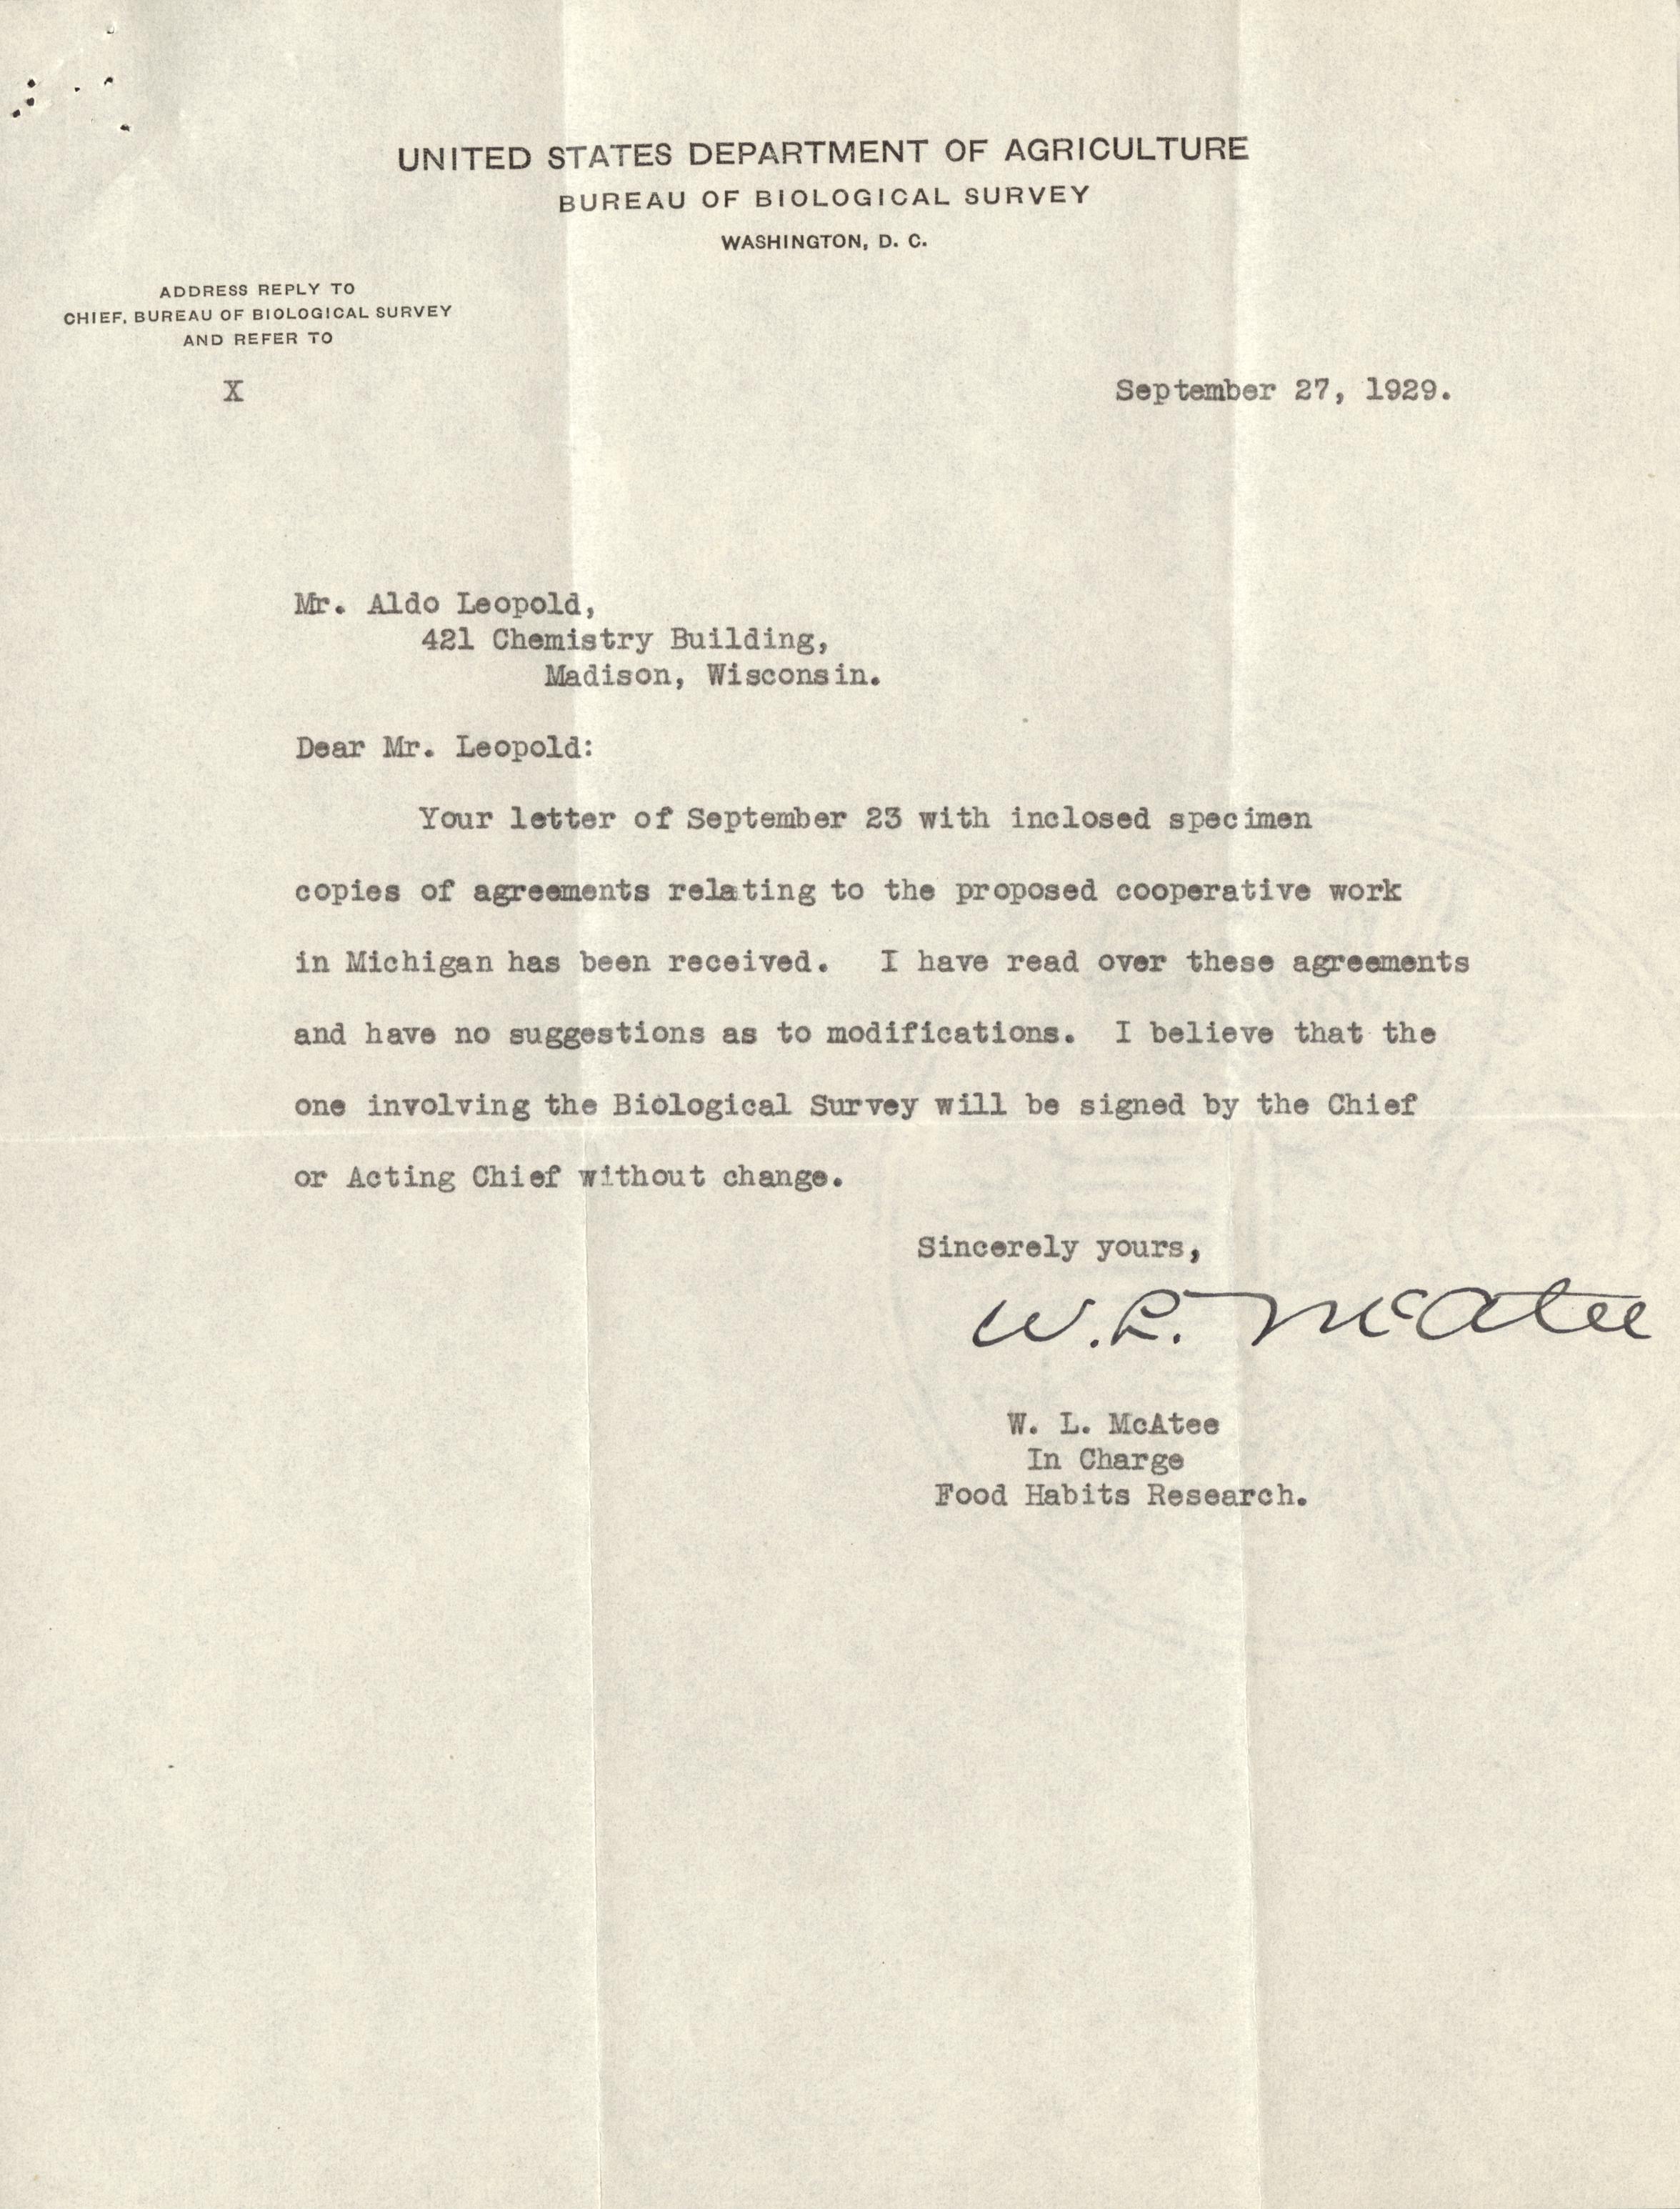 UNITED STATES DEPARTMENT OF AGRICULTURE
BUREAU OF BIOLOGICAL SURVEY
WASHINGTON, D. C.
ADDRESS REPLY TO
CHIEF, BUREAU OF BIOLOGICAL SURVEY
AND REFER TO
X
September 27, 1929.
Mr. Aldo Leopold,
421 Chemistry Building,
Madison, Wisconsin.
Dear Mr. Leopold:
Your letter of September 23 with inclosed specimen
copies of agreements relating to the proposed cooperative work
in Michigan has been received. I have read over these agreements
and have no suggestions as to modifications. I believe that the
one involving the Biological Survey will be signed by the Chief
or Acting Chief without change.
Sincerely yours,
W. L. McAtee
W. L. McAtee
In Charge
Food Habits Research.